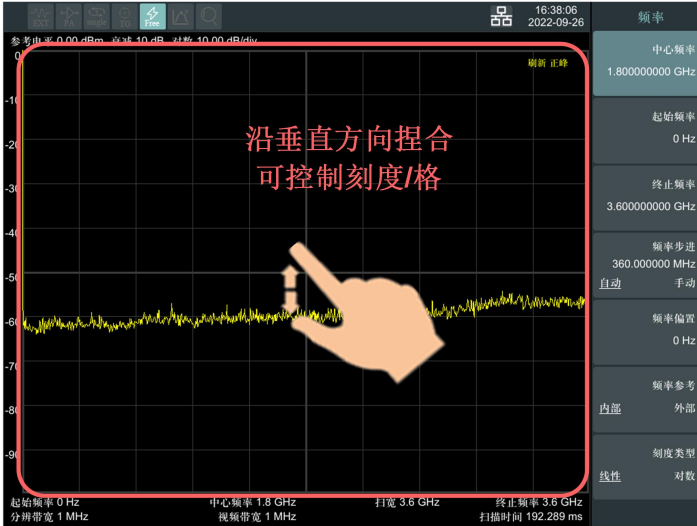 EXT PA angle TG Free
16:38:06
2022-09-26
频率
参考电平 0.00 dBm 衰减 10 dB 对数 10.00 dB/div
刷新 正峰
0
-10
-20
-30
-40
-50
-60
-70
-80
-90
沿垂直方向捏合
可控制刻度/格
中心频率
1.800000000 GHz
起始频率
0 Hz
终止频率
3.600000000 GHz
频率步进
360.000000 MHz
自动 手动
频率偏置
0 Hz
频率参考
内部 外部
刻度类型
线性 对数
起始频率 0 Hz 中心频率 1.8 GHz 扫宽 3.6 GHz 终止频率 3.6 GHz
分辨带宽 1 MHz 视频带宽 1 MHz 扫描时间 192.289 ms